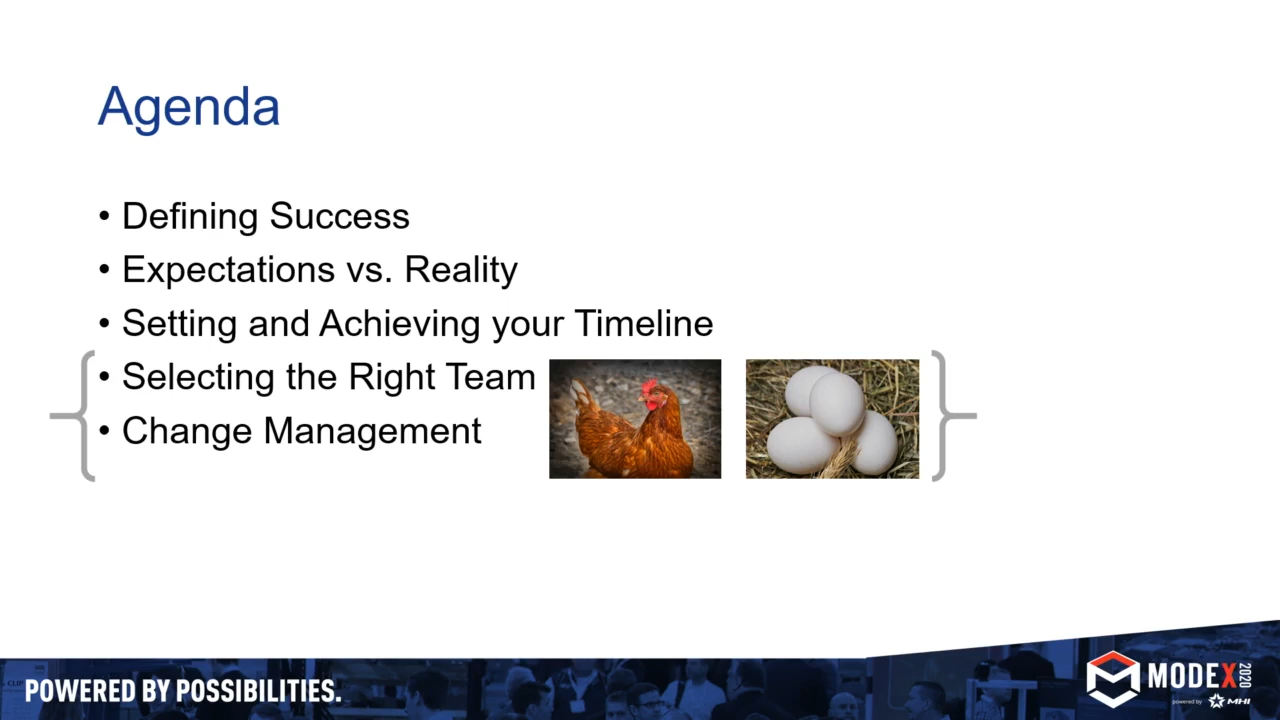 Agenda
• Defining Success
• Expectations vs. Reality
• Setting and Achieving your Timeline
• Selecting the Right Team
• Change Management
POWERED BY POSSIBILITIES.
MODEX 2020
powered by MHI